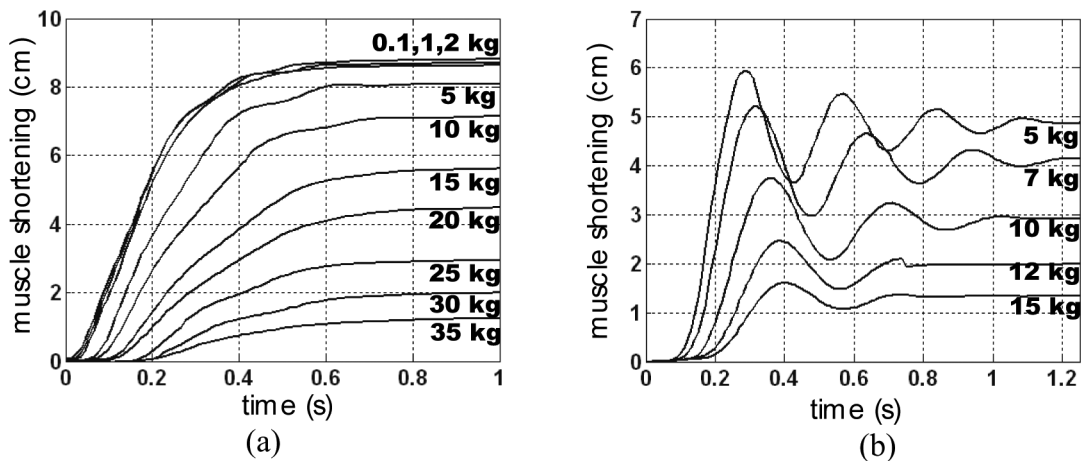 muscle shortening (cm)
10
8
6
4
2
0
0.1,1,2 kg
5 kg
10 kg
15 kg
20 kg
25 kg
30 kg
35 kg
0 0.2 0.4 0.6 0.8 1
time (s)
(a)
muscle shortening (cm)
7
6
5
4
3
2
1
0
5 kg
7 kg
10 kg
12 kg
15 kg
0 0.2 0.4 0.6 0.8 1 1.2
time (s)
(b)